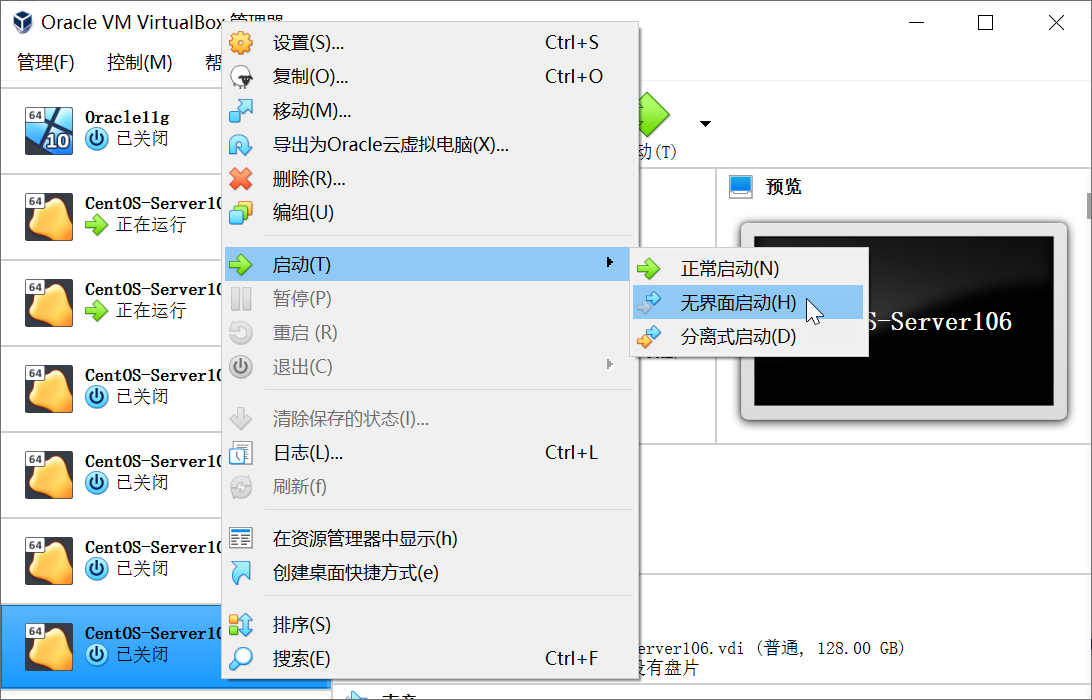 Oracle VM VirtualBox 管理器
管理(F)
控制(M)
帮
Oracle11g
已关闭
CentOS-Server10
正在运行
CentOS-Server10
正在运行
CentOS-Server10
已关闭
CentOS-Server10
已关闭
CentOS-Server10
已关闭
CentOS-Server10
已关闭
64
10
64
64
64
64
64
64
设置(S)... Ctrl+S
复制(O)... Ctrl+O
移动(M)...
导出为Oracle云虚拟电脑(X)...
删除(R)...
编组(U)
启动(T)
暂停(P)
重启 (R)
退出(C)
清除保存的状态(I)...
日志(L)... Ctrl+L
刷新(f)
在资源管理器中显示(h)
创建桌面快捷方式(e)
排序(S)
搜索(E) Ctrl+F
正常启动(N)
无界面启动(H)
分离式启动(D)
动(T)
预览
S-Server106
erver106.vdi (普通, 128.00 GB)
没有盘片